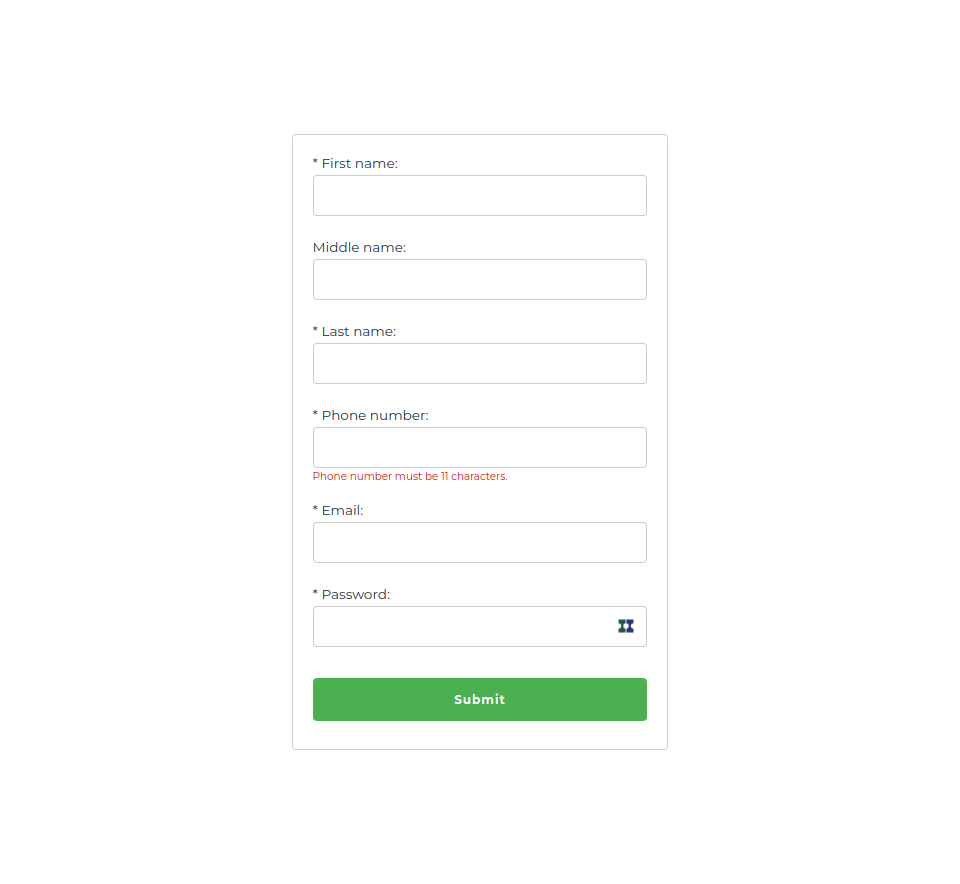 * First name:
Middle name:
* Last name:
* Phone number:
Phone number must be 11 characters.
* Email:
* Password:
Submit